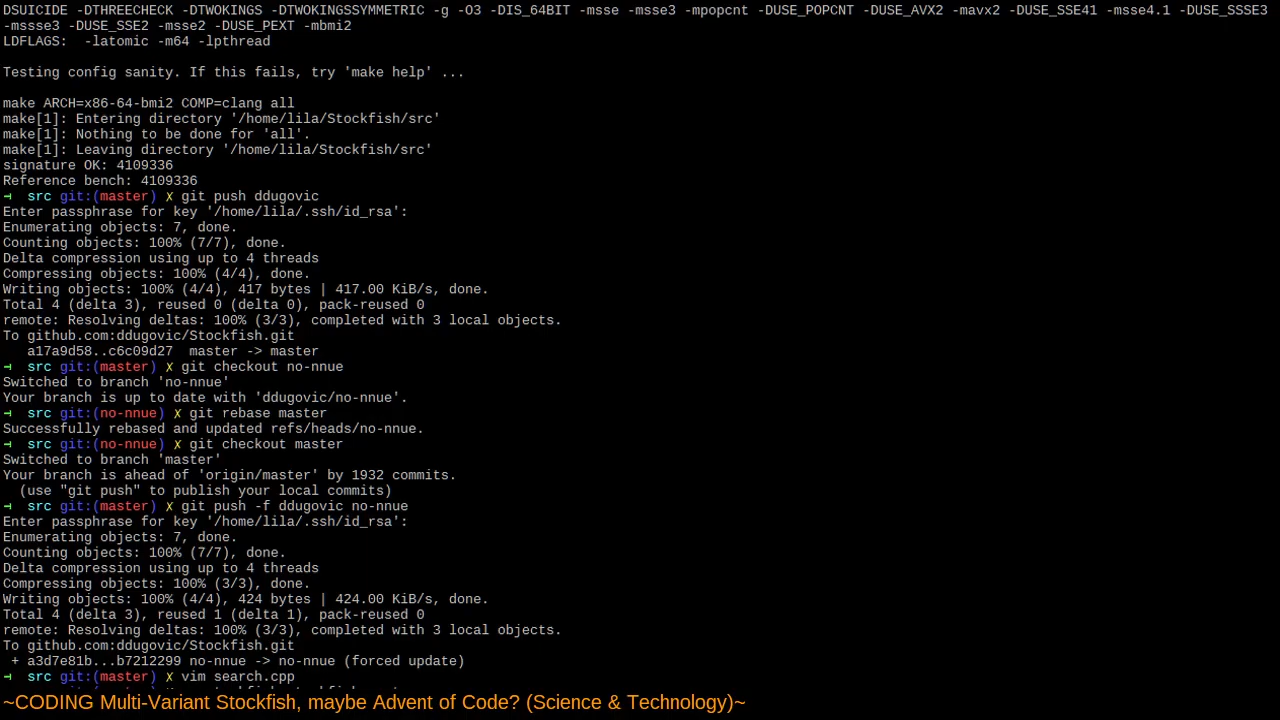 DSUICIDE -DTHREECHECK -DTWOKINGS -DTWOKINGSSYMMETRIC -g -O3 -DIS_64BIT -msse -msse3 -mpopcnt -DUSE_POPCNT -DUSE_AVX2 -mavx2 -DUSE_SSE41 -msse4.1 -DUSE_SSSE3
-mssse3 -DUSE_SSE2 -msse2 -DUSE_PEXT -mbmi2
LDFLAGS:  -latomic -m64 -lpthread
Testing config sanity. If this fails, try 'make help' ...
make ARCH=x86-64-bmi2 COMP=clang all
make[1]: Entering directory '/home/lila/Stockfish/src'
make[1]: Nothing to be done for 'all'.
make[1]: Leaving directory '/home/lila/Stockfish/src'
signature OK: 4109336
Reference bench: 4109336
⊣  src git:(master) ✗ git push ddugovic
Enter passphrase for key '/home/lila/.ssh/id_rsa':
Enumerating objects: 7, done.
Counting objects: 100% (7/7), done.
Delta compression using up to 4 threads
Compressing objects: 100% (4/4), done.
Writing objects: 100% (4/4), 417 bytes | 417.00 KiB/s, done.
Total 4 (delta 3), reused 0 (delta 0), pack-reused 0
remote: Resolving deltas: 100% (3/3), completed with 3 local objects.
To github.com:ddugovic/Stockfish.git
   a17a9d58..c6c09d27  master -> master
⊣  src git:(master) ✗ git checkout no-nnue
Switched to branch 'no-nnue'
Your branch is up to date with 'ddugovic/no-nnue'.
⊣  src git:(no-nnue) ✗ git rebase master
Successfully rebased and updated refs/heads/no-nnue.
⊣  src git:(no-nnue) ✗ git checkout master
Switched to branch 'master'
Your branch is ahead of 'origin/master' by 1932 commits.
  (use "git push" to publish your local commits)
⊣  src git:(master) ✗ git push -f ddugovic no-nnue
Enter passphrase for key '/home/lila/.ssh/id_rsa':
Enumerating objects: 7, done.
Counting objects: 100% (7/7), done.
Delta compression using up to 4 threads
Compressing objects: 100% (3/3), done.
Writing objects: 100% (4/4), 424 bytes | 424.00 KiB/s, done.
Total 4 (delta 3), reused 1 (delta 1), pack-reused 0
remote: Resolving deltas: 100% (3/3), completed with 3 local objects.
To github.com:ddugovic/Stockfish.git
 + a3d7e81b...b7212299 no-nnue -> no-nnue (forced update)
⊣  src git:(master) ✗ vim search.cpp
~CODING Multi-Variant Stockfish, maybe Advent of Code? (Science & Technology)~